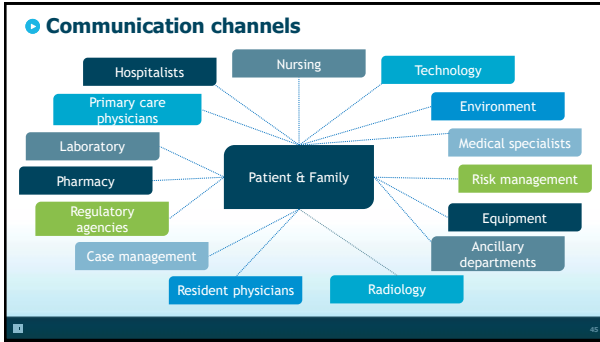 Communication channels
Nursing
Hospitalists
Technology
Primary care
physicians
Environment
Laboratory
Medical specialists
Pharmacy
Patient & Family
Risk management
Regulatory
agencies
Equipment
Case management
Ancillary
departments
Resident physicians
Radiology
45